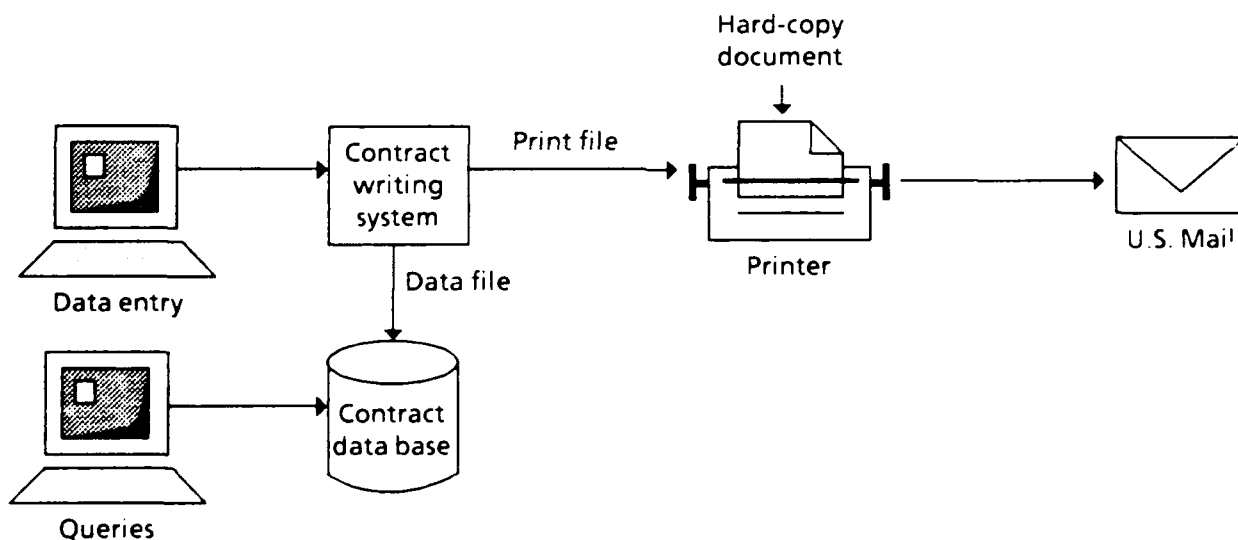 Hard-copy
document
Print file
Contract
writing
system
Printer
U.S. Mail
Data entry
Data file
Contract
data base
Queries